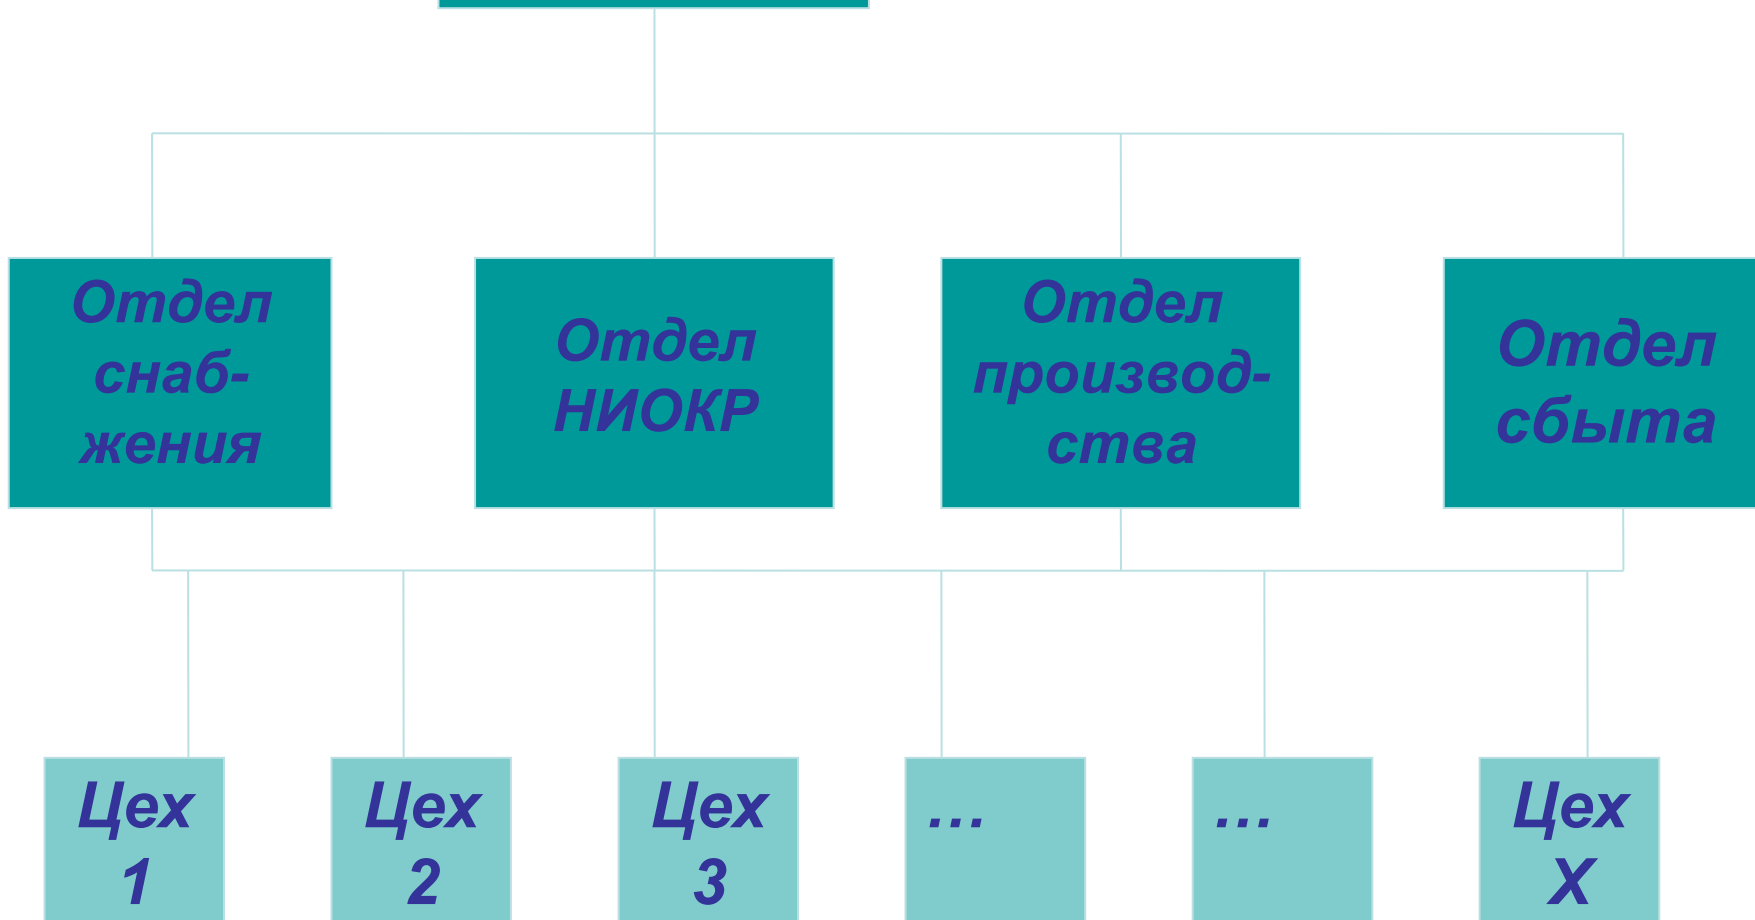 Отдел
снаб-
жения
Отдел
НИОКР
Отдел
производ-
ства
Отдел
сбыта
Цех
1
Цех
2
Цех
3
...
...
Цех
Х